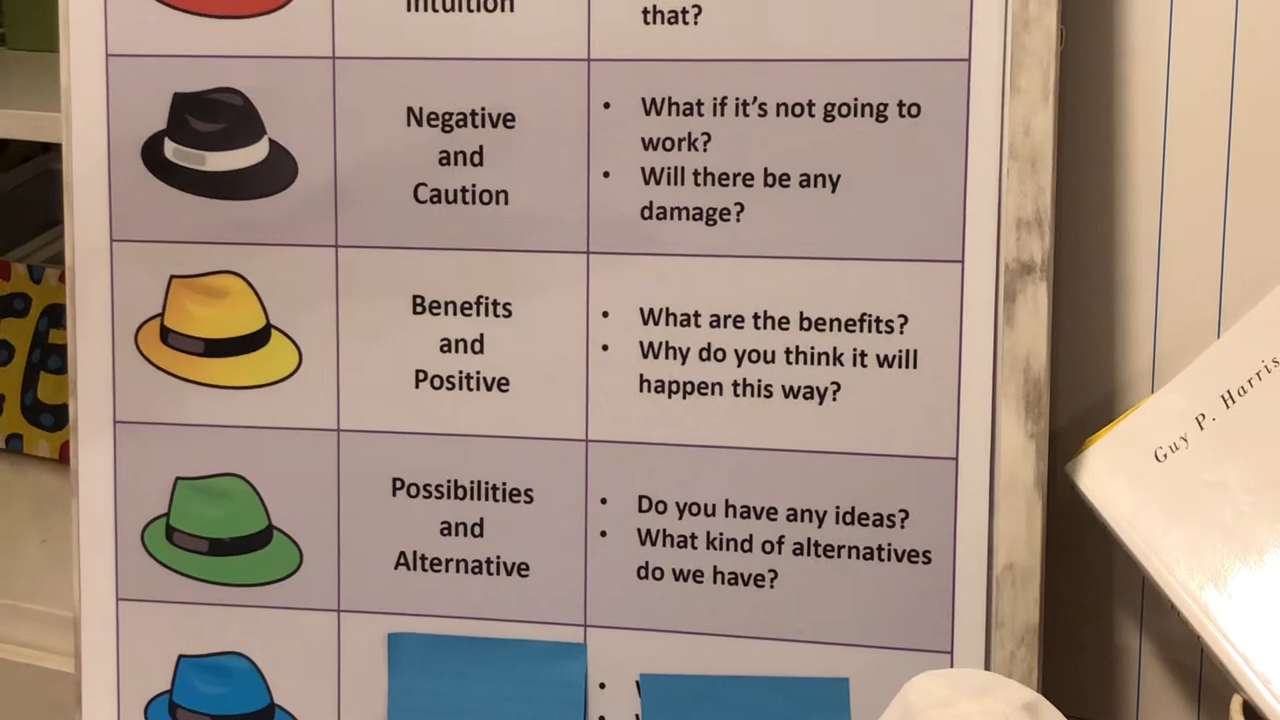 Intuition
that?
Negative
and
Caution
• What if it's not going to
work?
• Will there be any
damage?
Benefits
and
Positive
• What are the benefits?
• Why do you think it will
happen this way?
Possibilities
and
Alternative
• Do you have any ideas?
• What kind of alternatives
do we have?
Guy P. Harris